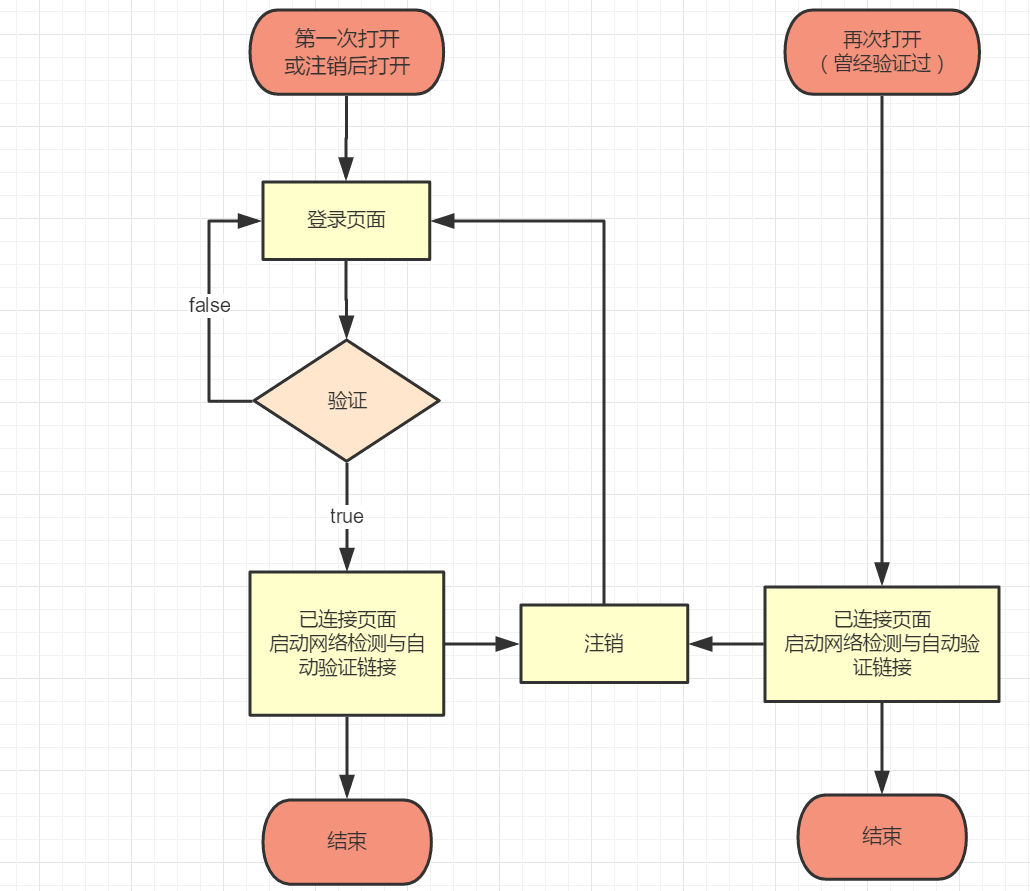 第一次打开
或注销后打开
再次打开
（曾经验证过）
登录页面
false
验证
true
已连接页面
启动网络检测与自
动验证链接
注销
已连接页面
启动网络检测与自动验
证链接
结束
结束